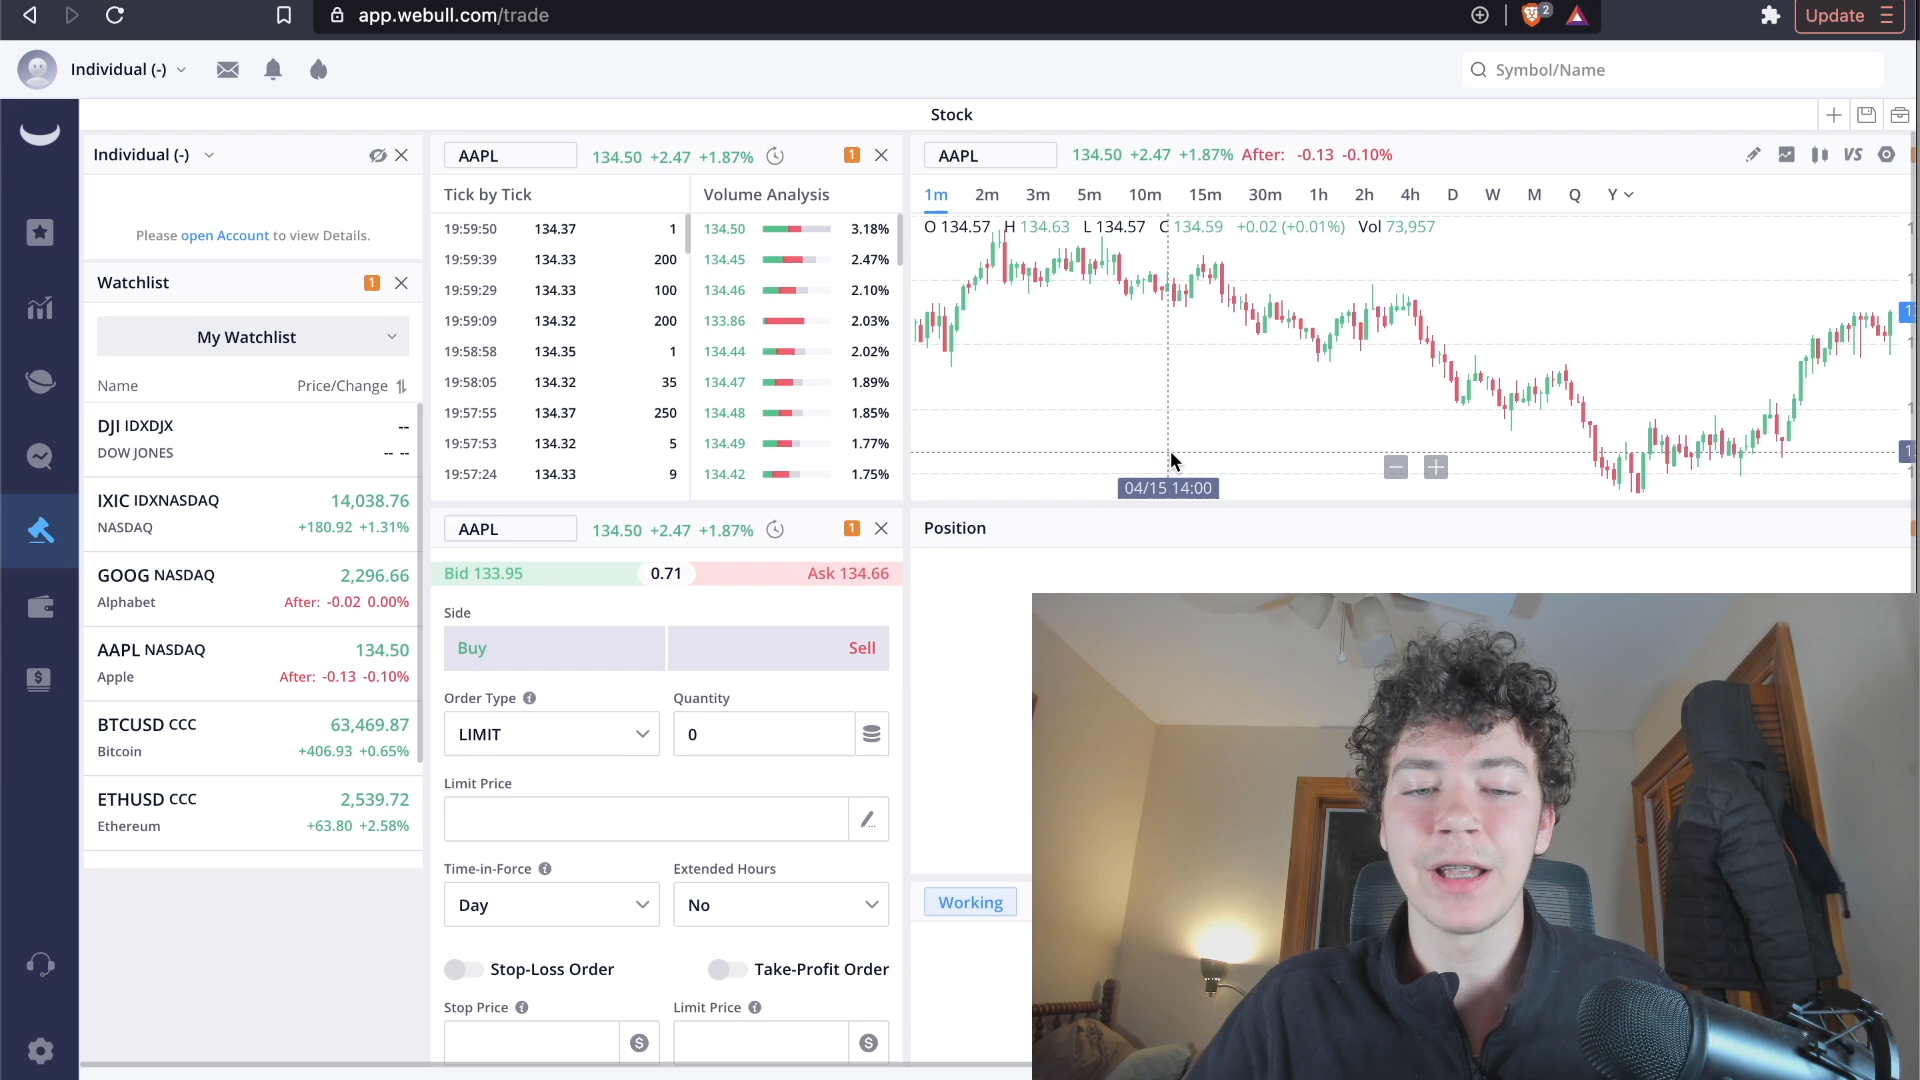 app.webull.com/trade
2
Update
Individual (-)
Symbol/Name
Stock
Individual (-)
Please open Account to view Details.
Watchlist
1
My Watchlist
Name Price/Change
DJI IDXDJX --
DOW JONES -- --
IXIC IDXNASDAQ 14,038.76
NASDAQ +180.92 +1.31%
GOOG NASDAQ 2,296.66
Alphabet After: -0.02 0.00%
AAPL NASDAQ 134.50
Apple After: -0.13 -0.10%
BTCUSD CCC 63,469.87
Bitcoin +406.93 +0.65%
ETHUSD CCC 2,539.72
Ethereum +63.80 +2.58%
AAPL 134.50 +2.47 +1.87% 1
Tick by Tick Volume Analysis
19:59:50 134.37 1 134.50 3.18%
19:59:39 134.33 200 134.45 2.47%
19:59:29 134.33 100 134.46 2.10%
19:59:09 134.32 200 133.86 2.03%
19:58:58 134.35 1 134.44 2.02%
19:58:05 134.32 35 134.47 1.89%
19:57:55 134.37 250 134.48 1.85%
19:57:53 134.32 5 134.49 1.77%
19:57:24 134.33 9 134.42 1.75%
AAPL 134.50 +2.47 +1.87% 1
Bid 133.95 0.71 Ask 134.66
Side
Buy Sell
Order Type Quantity
LIMIT 0
Limit Price
Time-in-Force Extended Hours
Day No
Stop-Loss Order Take-Profit Order
Stop Price Limit Price
AAPL 134.50 +2.47 +1.87% After: -0.13 -0.10% VS
1m 2m 3m 5m 10m 15m 30m 1h 2h 4h D W M Q Y
O 134.57 H 134.63 L 134.57 C 134.59 +0.02 (+0.01%) Vol 73,957
04/15 14:00
Position
Working